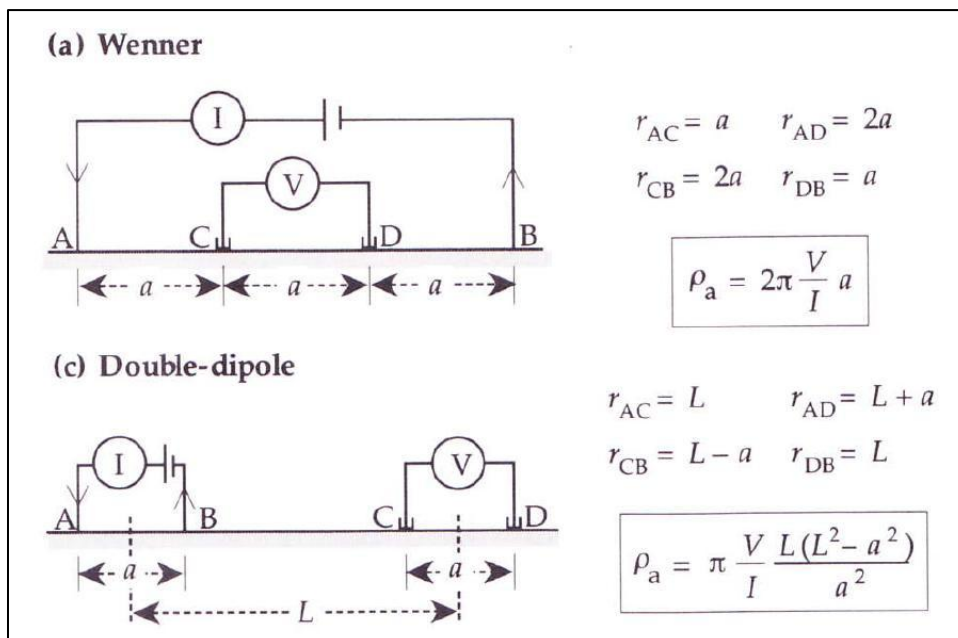 (a) Wenner
I
V
A C D B
a a a
r_AC = a r_AD = 2a
r_CB = 2a r_DB = a
ρ_a = 2π V/I a
(c) Double-dipole
I V
A B C D
a a
L
r_AC = L r_AD = L + a
r_CB = L – a r_DB = L
ρ_a = π V/I L(L² – a²)/a²